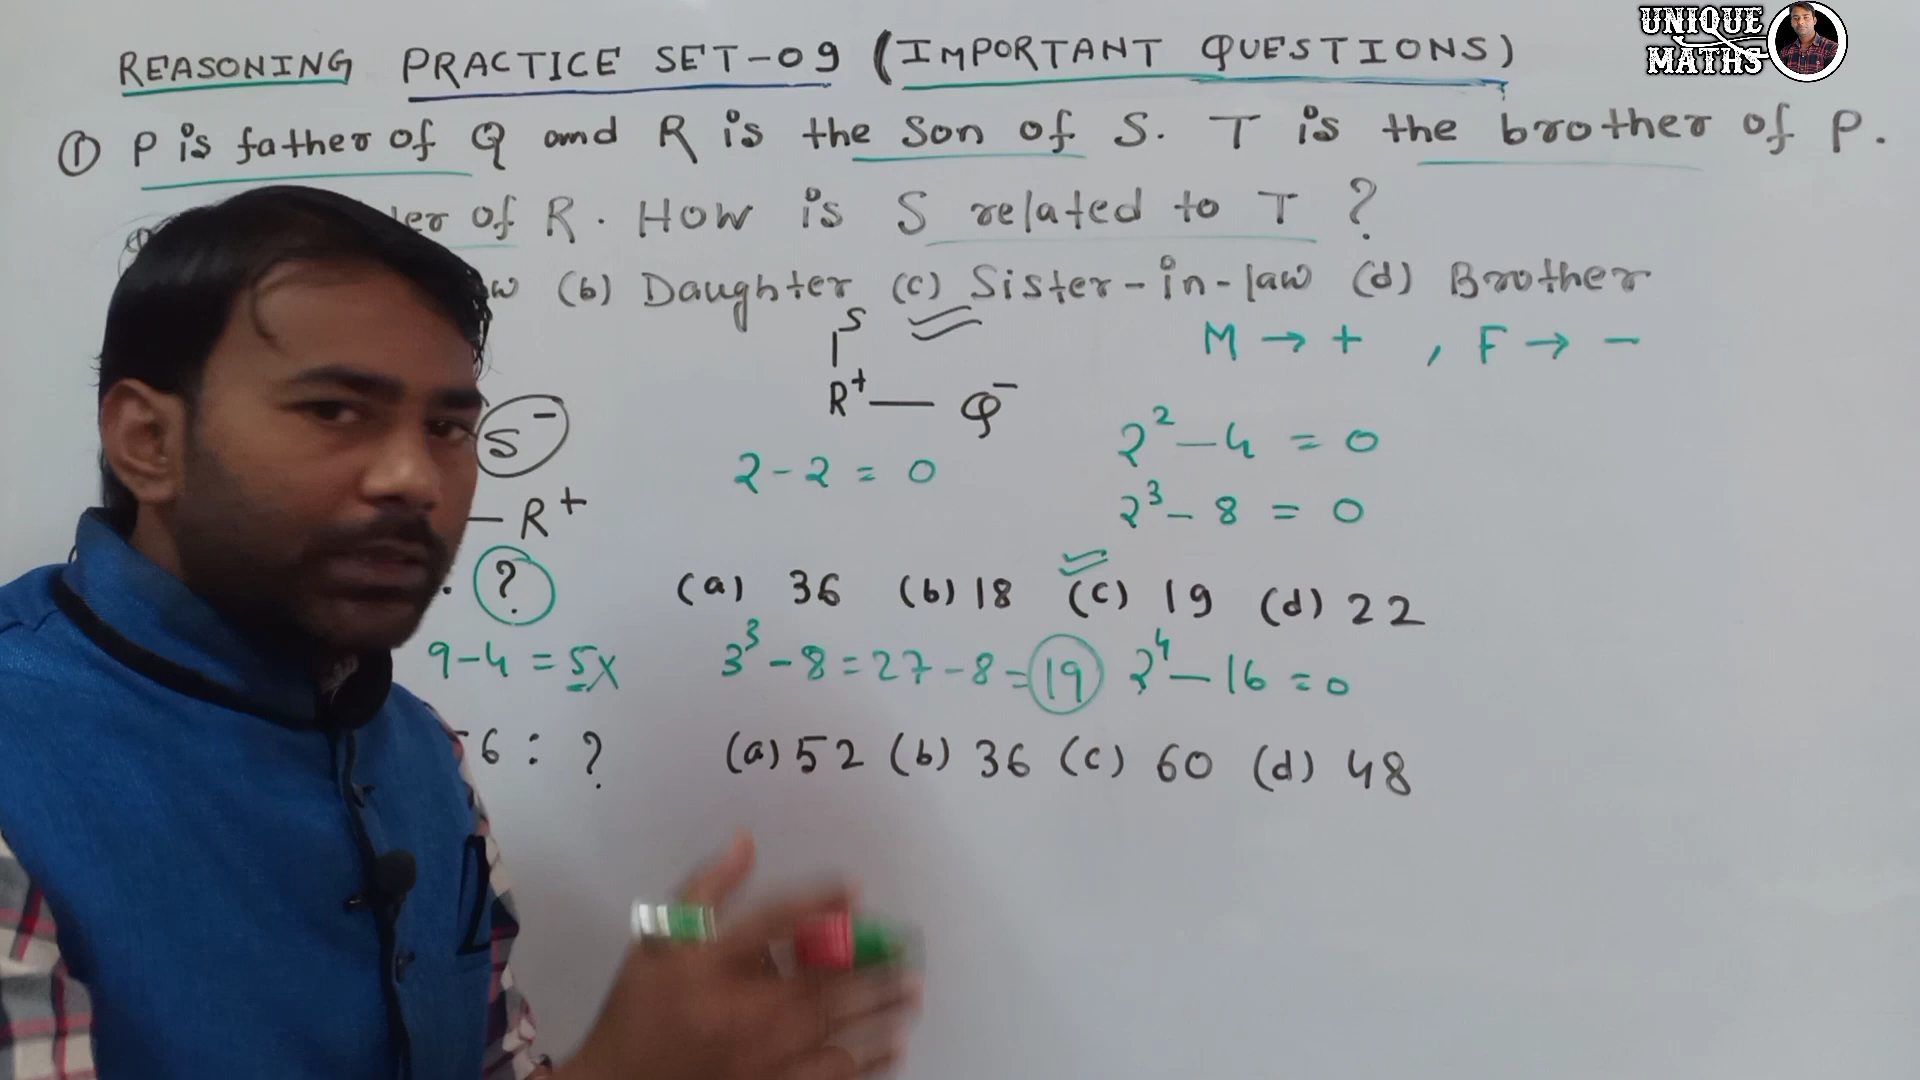 UNIQUE
MATHS
REASONING PRACTICE SET-09 (IMPORTANT QUESTIONS)
① P is father of Q and R is the son of S. T is the brother of P.
of R. How is S related to T ?
(b) Daughter (c) Sister-in-law (d) Brother
S
M → + , F → -
R+ — Q-
S-
2² - 4 = 0
2 - 2 = 0
— R+
2³ - 8 = 0
?
(a) 36 (b) 18 (c) 19 (d) 22
9 - 4 = 5X
3³ - 8 = 27 - 8 = 19
2⁴ - 16 = 0
6 : ? (a) 52 (b) 36 (c) 60 (d) 48